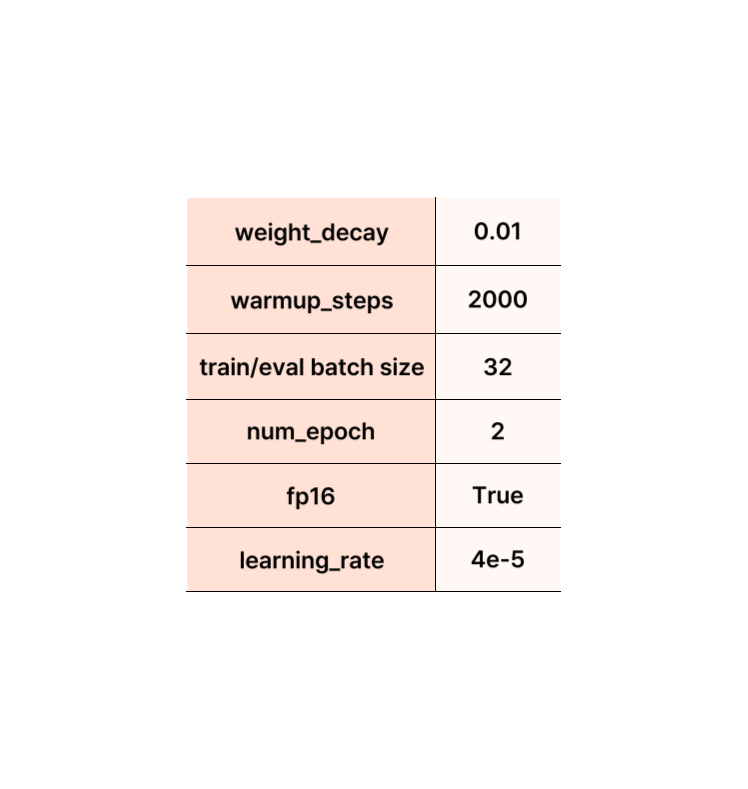 weight_decay 0.01
warmup_steps 2000
train/eval batch size 32
num_epoch 2
fp16 True
learning_rate 4e-5